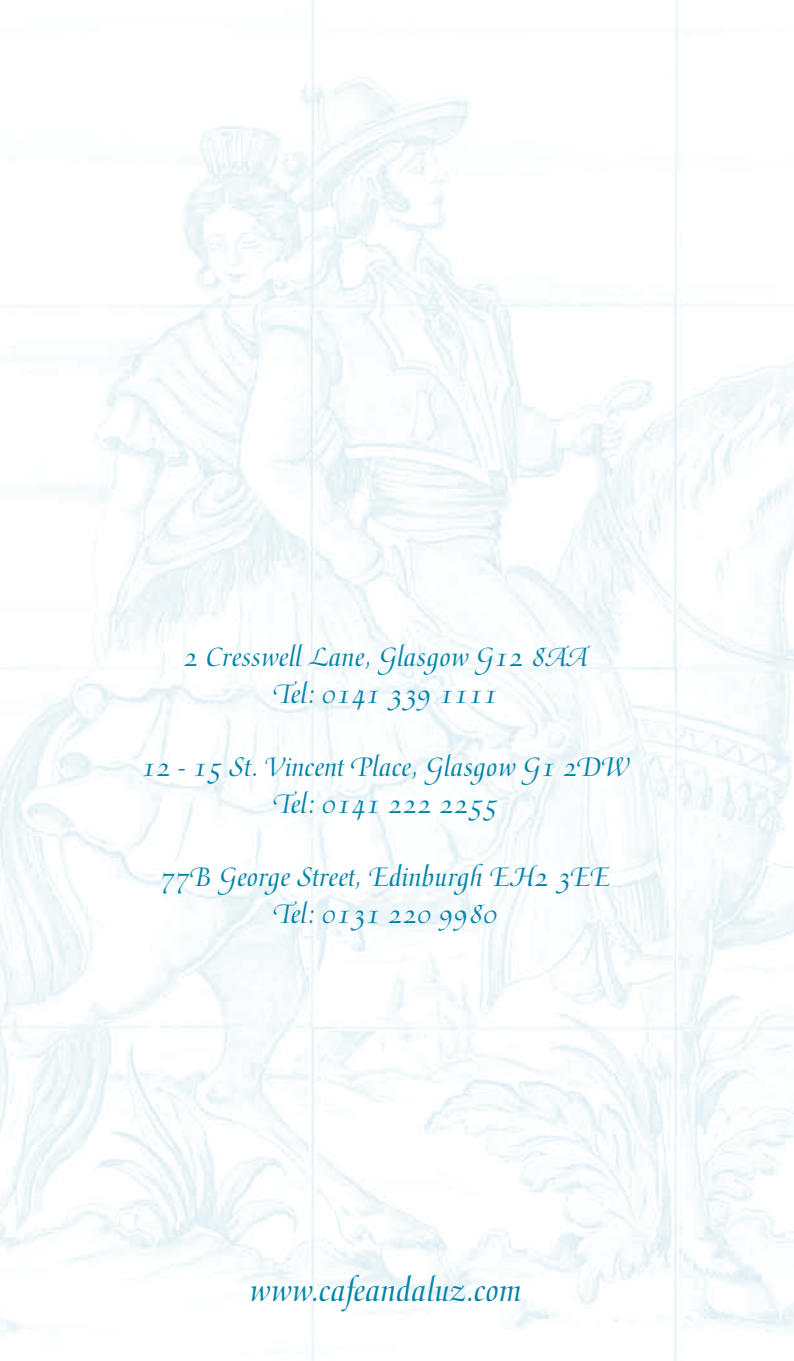 2 Cresswell Lane, Glasgow G12 8AA
Tel: 0141 339 1111
12 - 15 St. Vincent Place, Glasgow G1 2DW
Tel: 0141 222 2255
77B George Street, Edinburgh EH2 3EE
Tel: 0131 220 9980
www.cafeandaluz.com